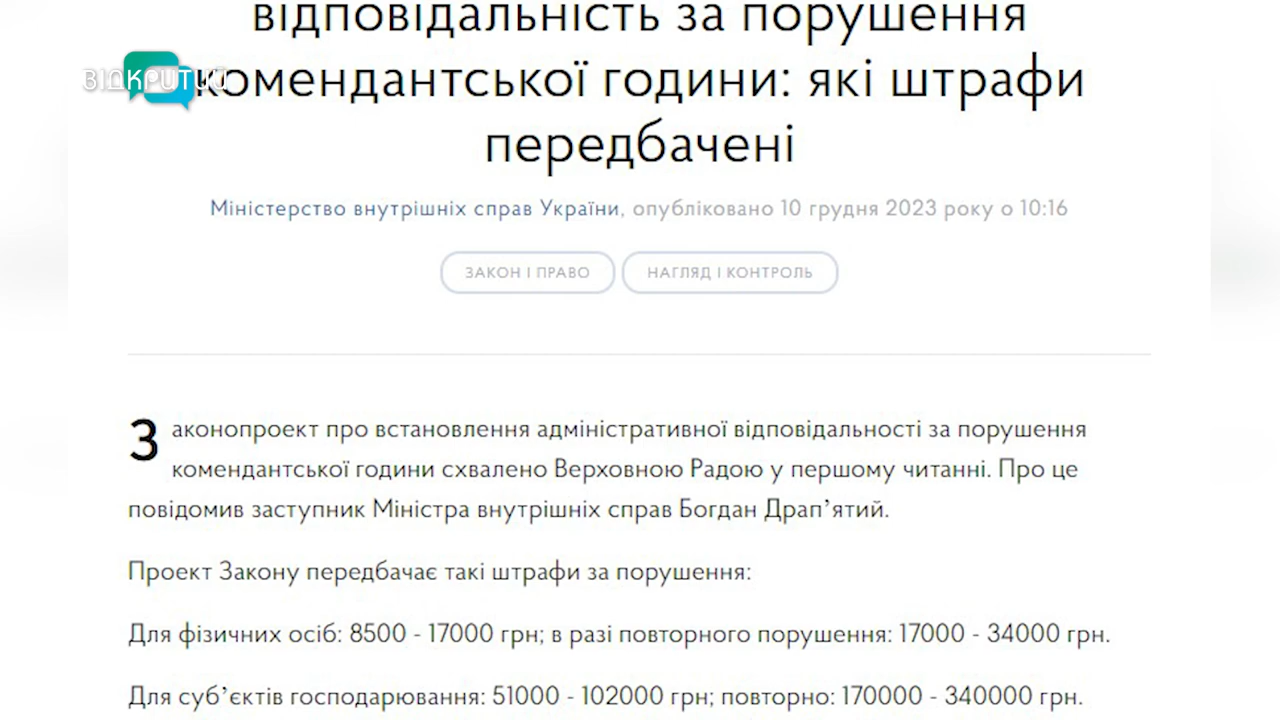 відповідальність за порушення
ВІДКРИТИЙ
комендантської години: які штрафи
передбачені
Міністерство внутрішніх справ України, опубліковано 10 грудня 2023 року о 10:16
ЗАКОН І ПРАВО НАГЛЯД І КОНТРОЛЬ
Законопроект про встановлення адміністративної відповідальності за порушення
комендантської години схвалено Верховною Радою у першому читанні. Про це
повідомив заступник Міністра внутрішніх справ Богдан Драп’ятий.
Проект Закону передбачає такі штрафи за порушення:
Для фізичних осіб: 8500 - 17000 грн; в разі повторного порушення: 17000 - 34000 грн.
Для суб’єктів господарювання: 51000 - 102000 грн; повторно: 170000 - 340000 грн.